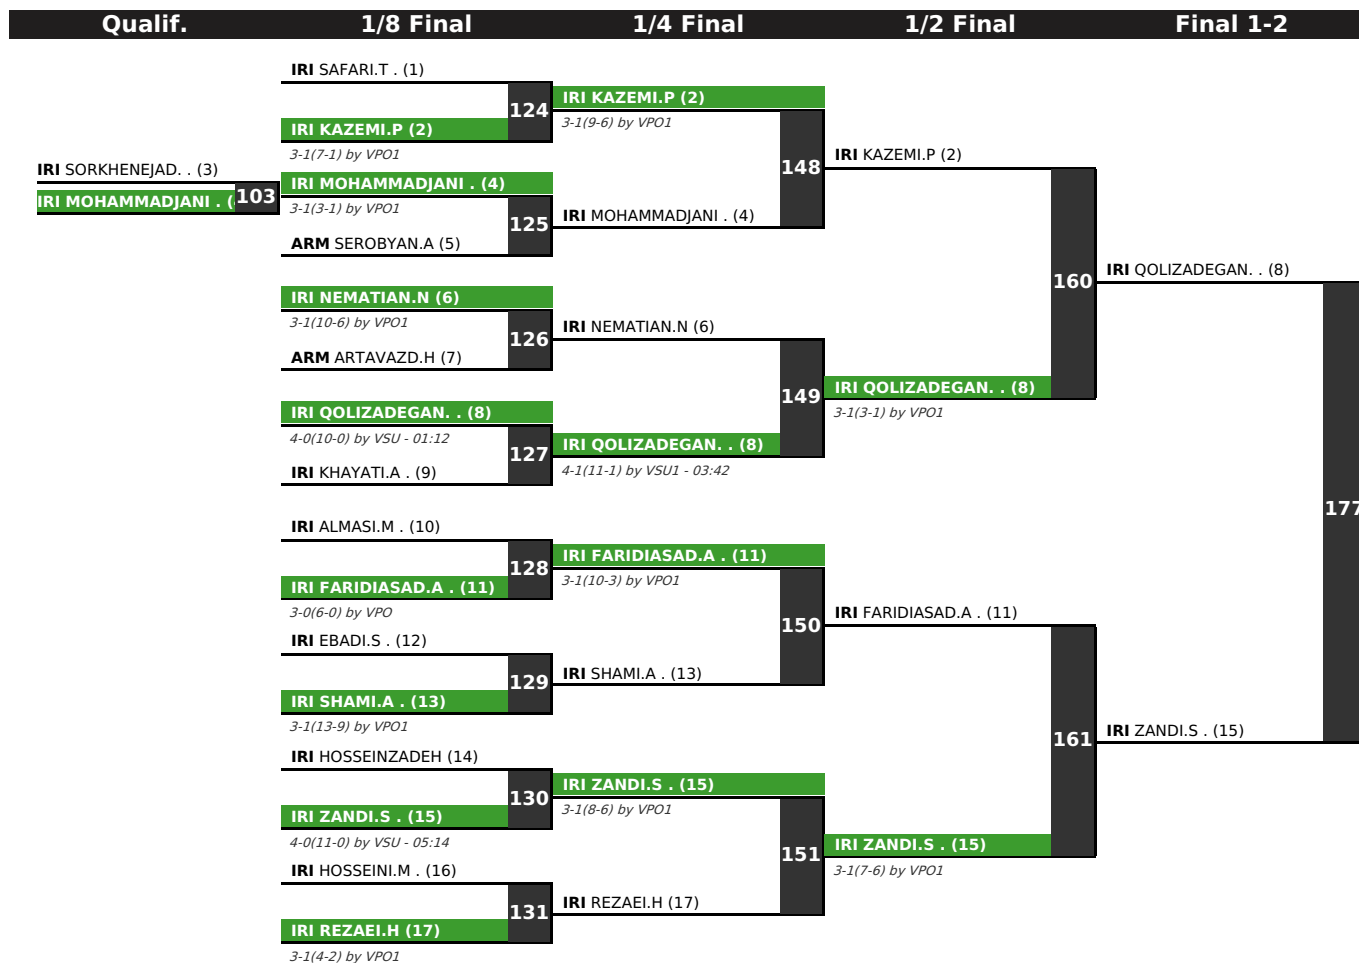 Qualif. 1/8 Final 1/4 Final 1/2 Final Final 1-2
IRI SAFARI.T . (1)
124
IRI KAZEMI.P (2)
3-1(7-1) by VPO1
IRI SORKHENEJAD. . (3)
IRI MOHAMMADJANI . (
103
IRI MOHAMMADJANI . (4)
3-1(3-1) by VPO1
125
ARM SEROBYAN.A (5)
IRI NEMATIAN.N (6)
3-1(10-6) by VPO1
126
ARM ARTAVAZD.H (7)
IRI QOLIZADEGAN. . (8)
4-0(10-0) by VSU - 01:12
127
IRI KHAYATI.A . (9)
IRI ALMASI.M . (10)
128
IRI FARIDIASAD.A . (11)
3-0(6-0) by VPO
IRI EBADI.S . (12)
129
IRI SHAMI.A . (13)
3-1(13-9) by VPO1
IRI HOSSEINZADEH (14)
130
IRI ZANDI.S . (15)
4-0(11-0) by VSU - 05:14
IRI HOSSEINI.M . (16)
131
IRI REZAEI.H (17)
3-1(4-2) by VPO1
IRI KAZEMI.P (2)
3-1(9-6) by VPO1
148
IRI MOHAMMADJANI . (4)
IRI NEMATIAN.N (6)
149
IRI QOLIZADEGAN. . (8)
4-1(11-1) by VSU1 - 03:42
IRI FARIDIASAD.A . (11)
3-1(10-3) by VPO1
150
IRI SHAMI.A . (13)
IRI ZANDI.S . (15)
3-1(8-6) by VPO1
151
IRI REZAEI.H (17)
IRI KAZEMI.P (2)
160
IRI QOLIZADEGAN. . (8)
3-1(3-1) by VPO1
IRI FARIDIASAD.A . (11)
161
IRI ZANDI.S . (15)
3-1(7-6) by VPO1
IRI QOLIZADEGAN. . (8)
177
IRI ZANDI.S . (15)